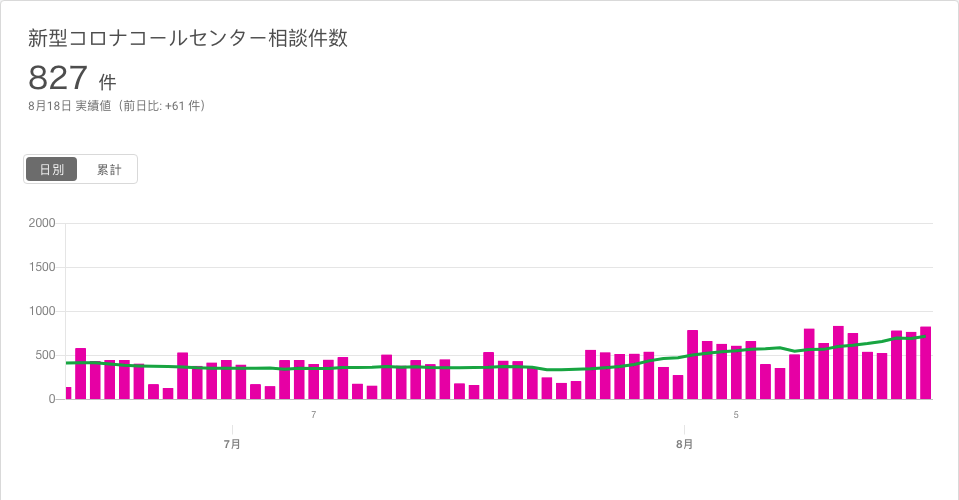 新型コロナコールセンター相談件数
827 件
8月18日 実績値（前日比: +61 件）
日別 累計
2000
1500
1000
500
0
7 5
7月 8月